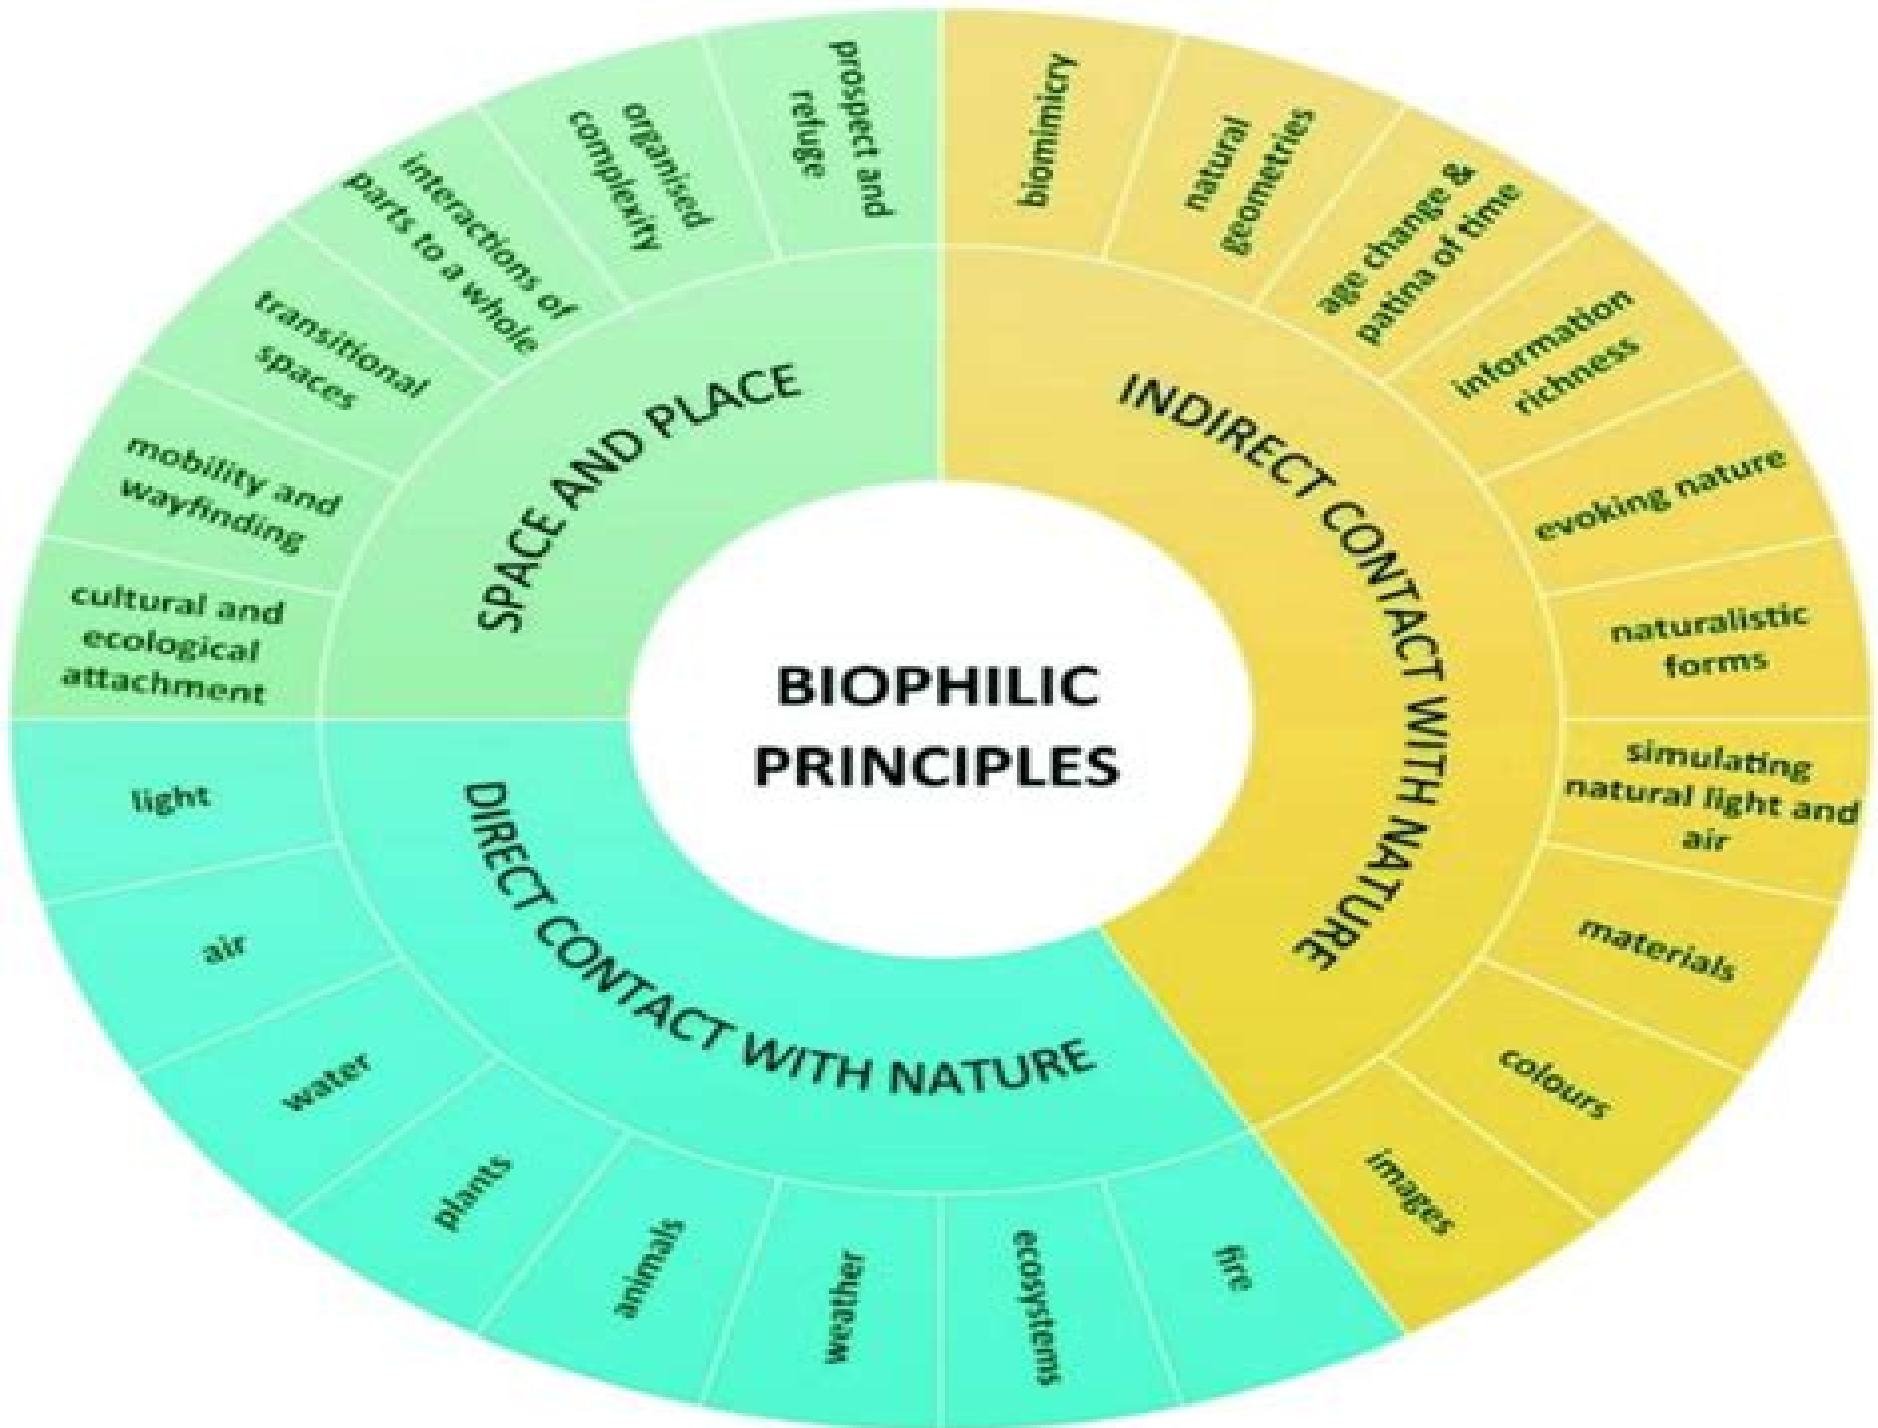 BIOPHILIC
PRINCIPLES
INDIRECT CONTACT WITH NATURE
biomimicry
natural
geometries
age change &
patina of time
information
richness
evoking nature
naturalistic
forms
simulating
natural light and
air
materials
colours
images
DIRECT CONTACT WITH NATURE
fire
ecosystems
weather
animals
plants
water
air
light
SPACE AND PLACE
cultural and
ecological
attachment
mobility and
wayfinding
transitional
spaces
interactions of
parts to a whole
organised
complexity
prospect and
refuge